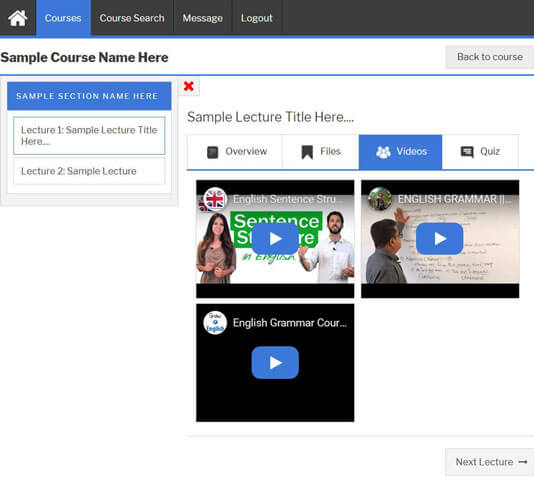 Courses Course Search Message Logout
Sample Course Name Here
Back to course
SAMPLE SECTION NAME HERE
Lecture 1: Sample Lecture Title
Here....
Lecture 2: Sample Lecture
Sample Lecture Title Here....
Overview Files Videos Quiz
English Sentence Stru...
Sentence
Structure
in English
ENGLISH GRAMMAR ||...
English Grammar Cour...
English
Next Lecture